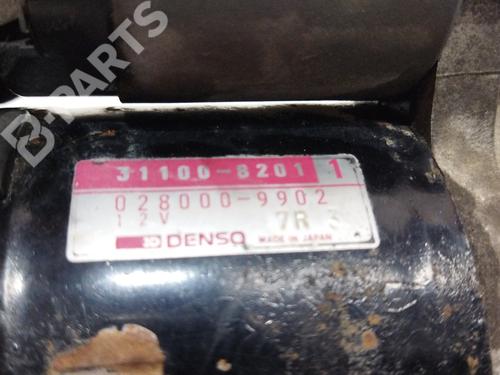 B-PARTS
31100-8201 1
028000-9902
12V 7R 3
DENSO MADE IN JAPAN